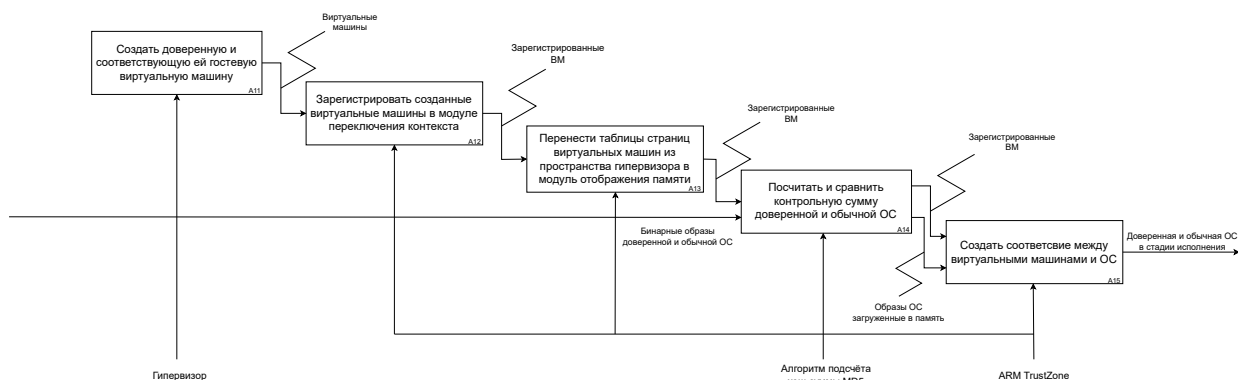 Виртуальные
машины
Создать доверенную и
соответствующую ей гостевую
виртуальную машину
A11
Зарегистрированные
ВМ
Зарегистрировать созданные
виртуальные машины в модуле
переключения контекста
A12
Зарегистрированные
ВМ
Перенести таблицы страниц
виртуальных машин из
пространства гипервизора в
модуль отображения памяти
A13
Зарегистрированные
ВМ
Посчитать и сравнить
контрольную сумму
доверенной и обычной ОС
A14
Бинарные образы
доверенной и обычной ОС
Создать соответсвие между
виртуальными машинами и ОС
A15
Доверенная и обычная ОС
в стадии исполнения
Образы ОС
загруженные в память
Гипервизор
Алгоритм подсчёта
MD5
ARM TrustZone